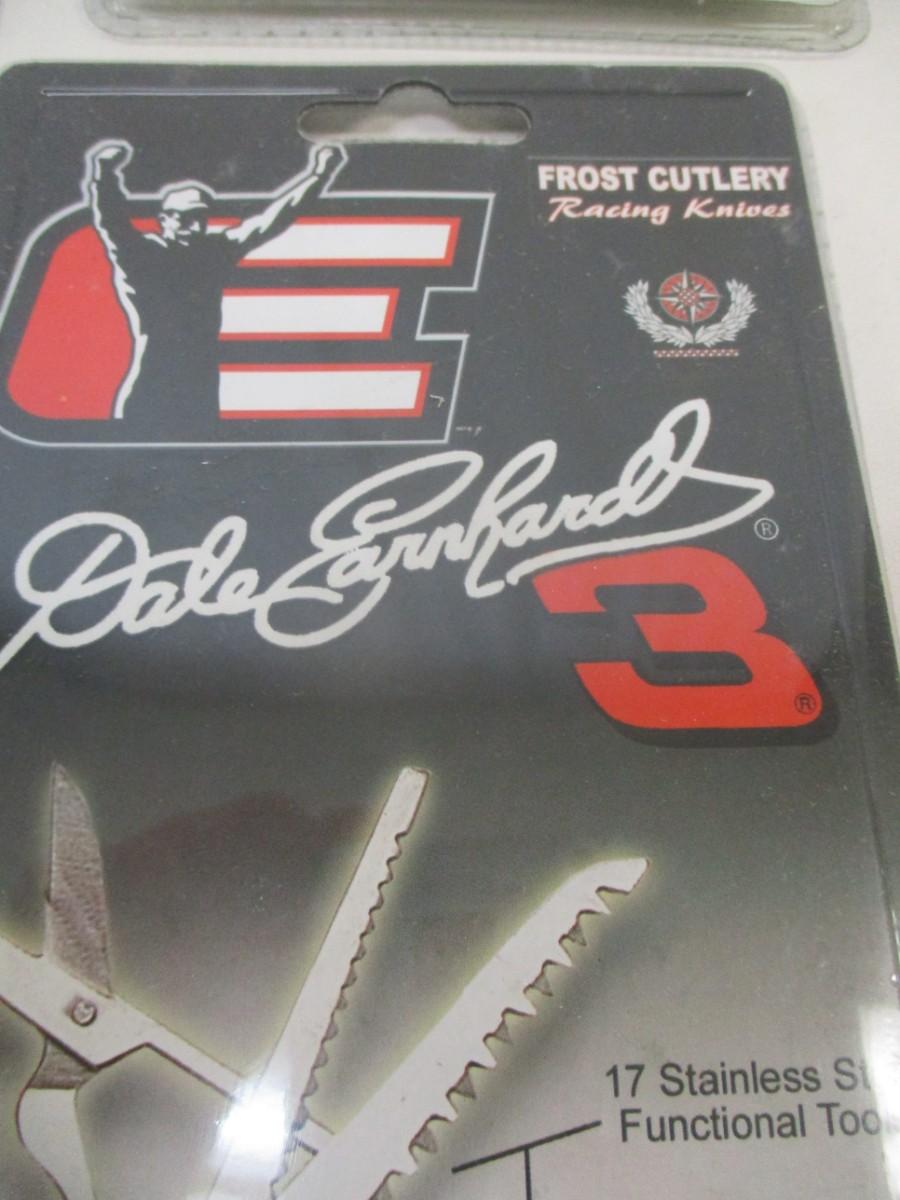 FROST CUTLERY
Racing Knives
E
Dale Earnhardt ®
3 ®
17 Stainless St
Functional Too